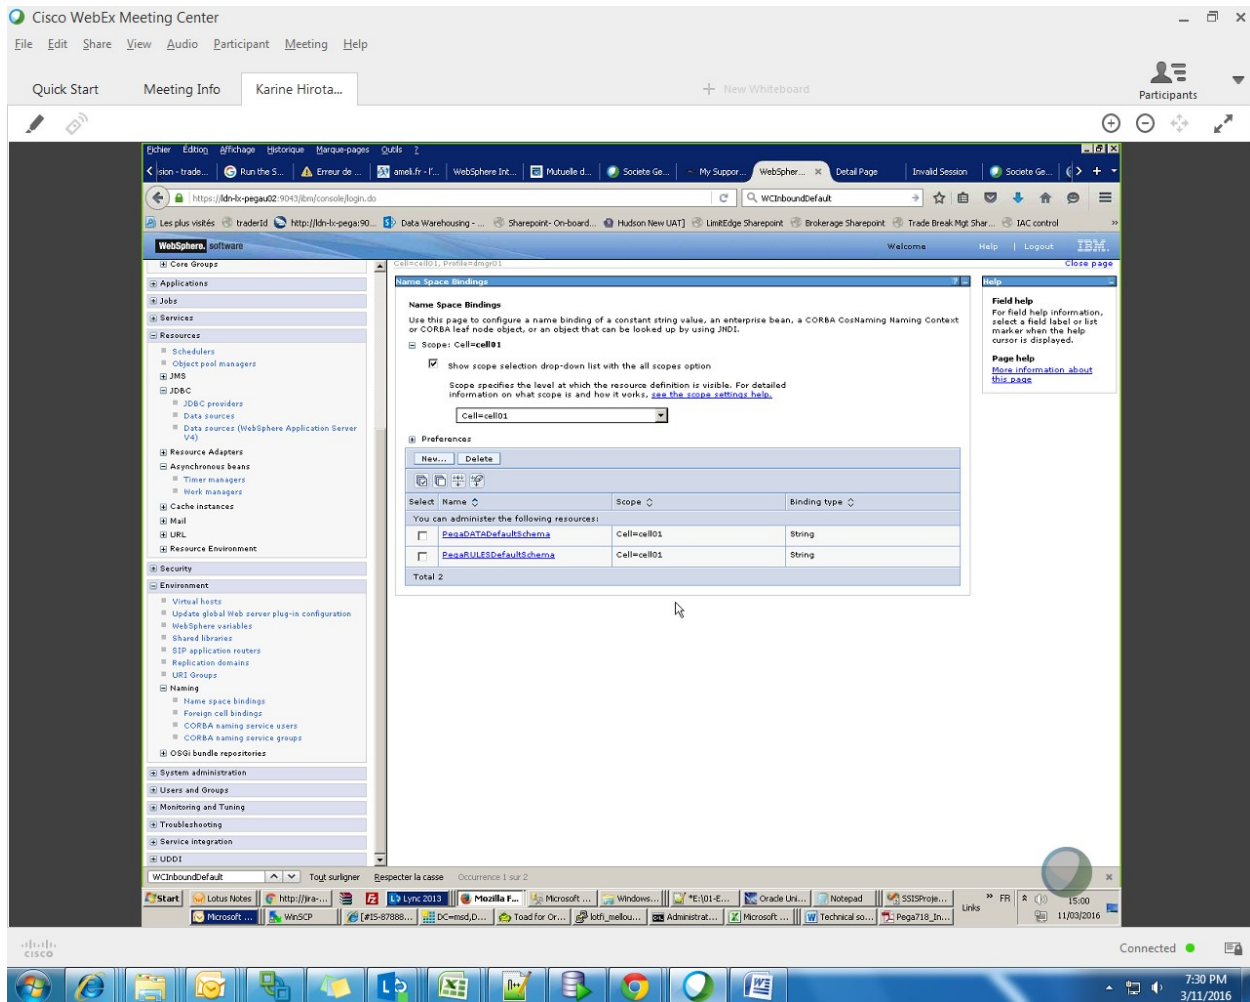 Cisco WebEx Meeting Center
File Edit Share View Audio Participant Meeting Help
Quick Start Meeting Info Karine Hirota... + New Whiteboard
Participants
Fichier Édition Affichage Historique Marque-pages Outils ?
ision - trade... Run the S... Erreur de ... ameli.fr - l'... WebSphere Int... Mutuelle d... Societe Ge... My Suppor... WebSpher... Detail Page Invalid Session Societe Ge...
https://ldn-lx-pegau02:9043/ibm/console/login.do WCInboundDefault
Les plus visités traderId http://ldn-lx-pega:90... Data Warehousing - ... Sharepoint- On-board... Hudson New UAT] LimitEdge Sharepoint Brokerage Sharepoint Trade Break Mgt Shar... IAC control
WebSphere. software Welcome Help | Logout IBM.
Cell=cell01, Profile=dmgr01 Close page
Core Groups
Applications
Jobs
Services
Resources
Schedulers
Object pool managers
JMS
JDBC
JDBC providers
Data sources
Data sources (WebSphere Application Server
V4)
Resource Adapters
Asynchronous beans
Timer managers
Work managers
Cache instances
Mail
URL
Resource Environment
Security
Environment
Virtual hosts
Update global Web server plug-in configuration
WebSphere variables
Shared libraries
SIP application routers
Replication domains
URI Groups
Naming
Name space bindings
Foreign cell bindings
CORBA naming service users
CORBA naming service groups
OSGi bundle repositories
System administration
Users and Groups
Monitoring and Tuning
Troubleshooting
Service integration
UDDI
Name Space Bindings
Name Space Bindings
Use this page to configure a name binding of a constant string value, an enterprise bean, a CORBA CosNaming Naming Context
or CORBA leaf node object, or an object that can be looked up by using JNDI.
Scope: Cell=cell01
Show scope selection drop-down list with the all scopes option
Scope specifies the level at which the resource definition is visible. For detailed
information on what scope is and how it works, see the scope settings help.
Cell=cell01
Preferences
New... Delete
Select Name Scope Binding type
You can administer the following resources:
PegaDATADefaultSchema Cell=cell01 String
PegaRULESDefaultSchema Cell=cell01 String
Total 2
Help
Field help
For field help information,
select a field label or list
marker when the help
cursor is displayed.
Page help
More information about
this page
WCInboundDefault Tout surligner Respecter la casse Occurrence 1 sur 2
Start Lotus Notes http://jira-... Lync 2013 Mozilla F... Microsoft ... Windows... *E:\01-E... Oracle Uni... Notepad SSISProje... Links FR 15:00
Microsoft ... WinSCP [#IS-87888... DC=msd,D... Toad for Or... lotfi_mellou... Administrat... Microsoft ... Technical so... Pega718_In... 11/03/2016
cisco Connected
7:30 PM
3/11/2016